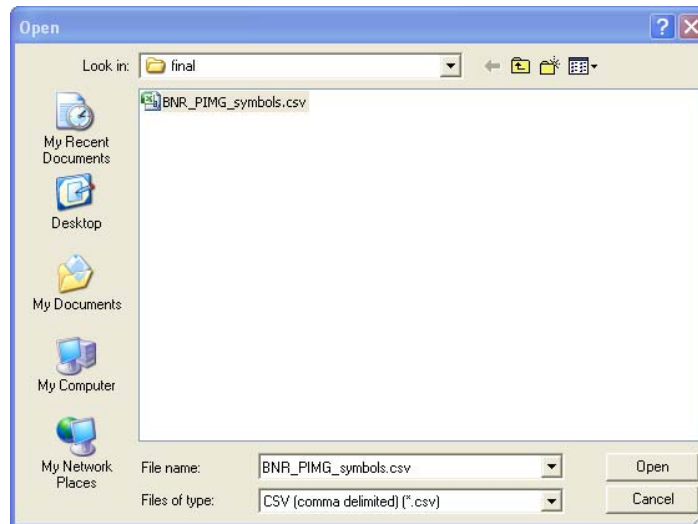 Open
Look in: final
BNR_PIMG_symbols.csv
My Recent
Documents
Desktop
My Documents
My Computer
My Network
Places
File name: BNR_PIMG_symbols.csv Open
Files of type: CSV (comma delimited) (*.csv) Cancel